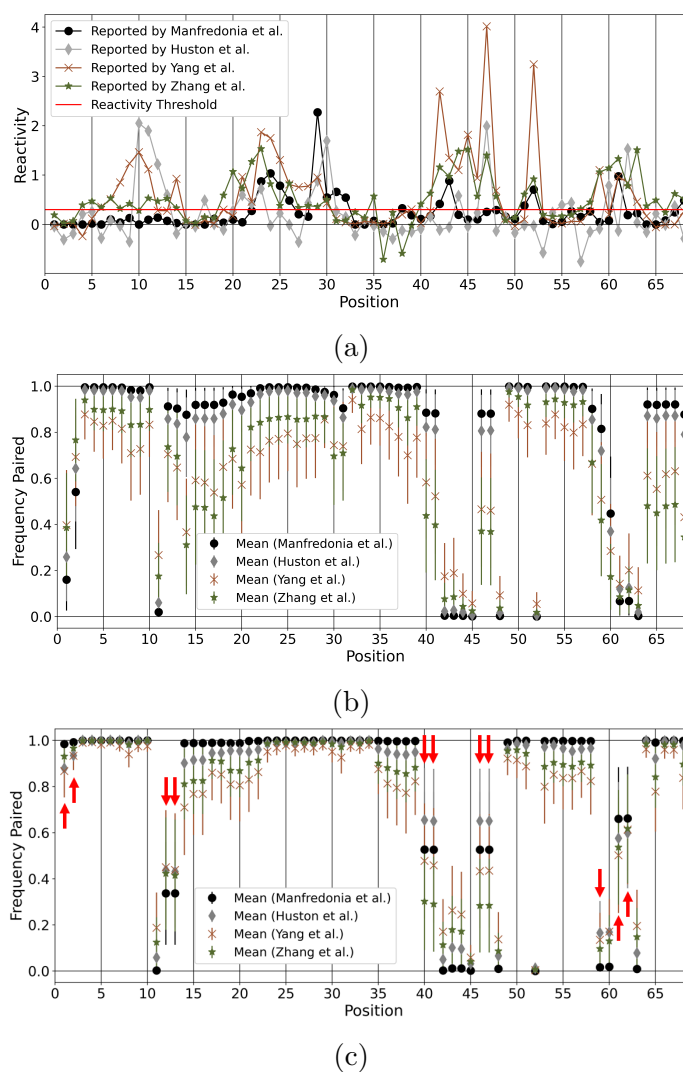 Reported by Manfredonia et al.
Reported by Huston et al.
Reported by Yang et al.
Reported by Zhang et al.
Reactivity Threshold
Reactivity
4
3
2
1
0
0 5 10 15 20 25 30 35 40 45 50 55 60 65
Position
(a)
Frequency Paired
1.0
0.8
0.6
0.4
0.2
0.0
Mean (Manfredonia et al.)
Mean (Huston et al.)
Mean (Yang et al.)
Mean (Zhang et al.)
0 5 10 15 20 25 30 35 40 45 50 55 60 65
Position
(b)
Frequency Paired
1.0
0.8
0.6
0.4
0.2
0.0
Mean (Manfredonia et al.)
Mean (Huston et al.)
Mean (Yang et al.)
Mean (Zhang et al.)
0 5 10 15 20 25 30 35 40 45 50 55 60 65
Position
(c)